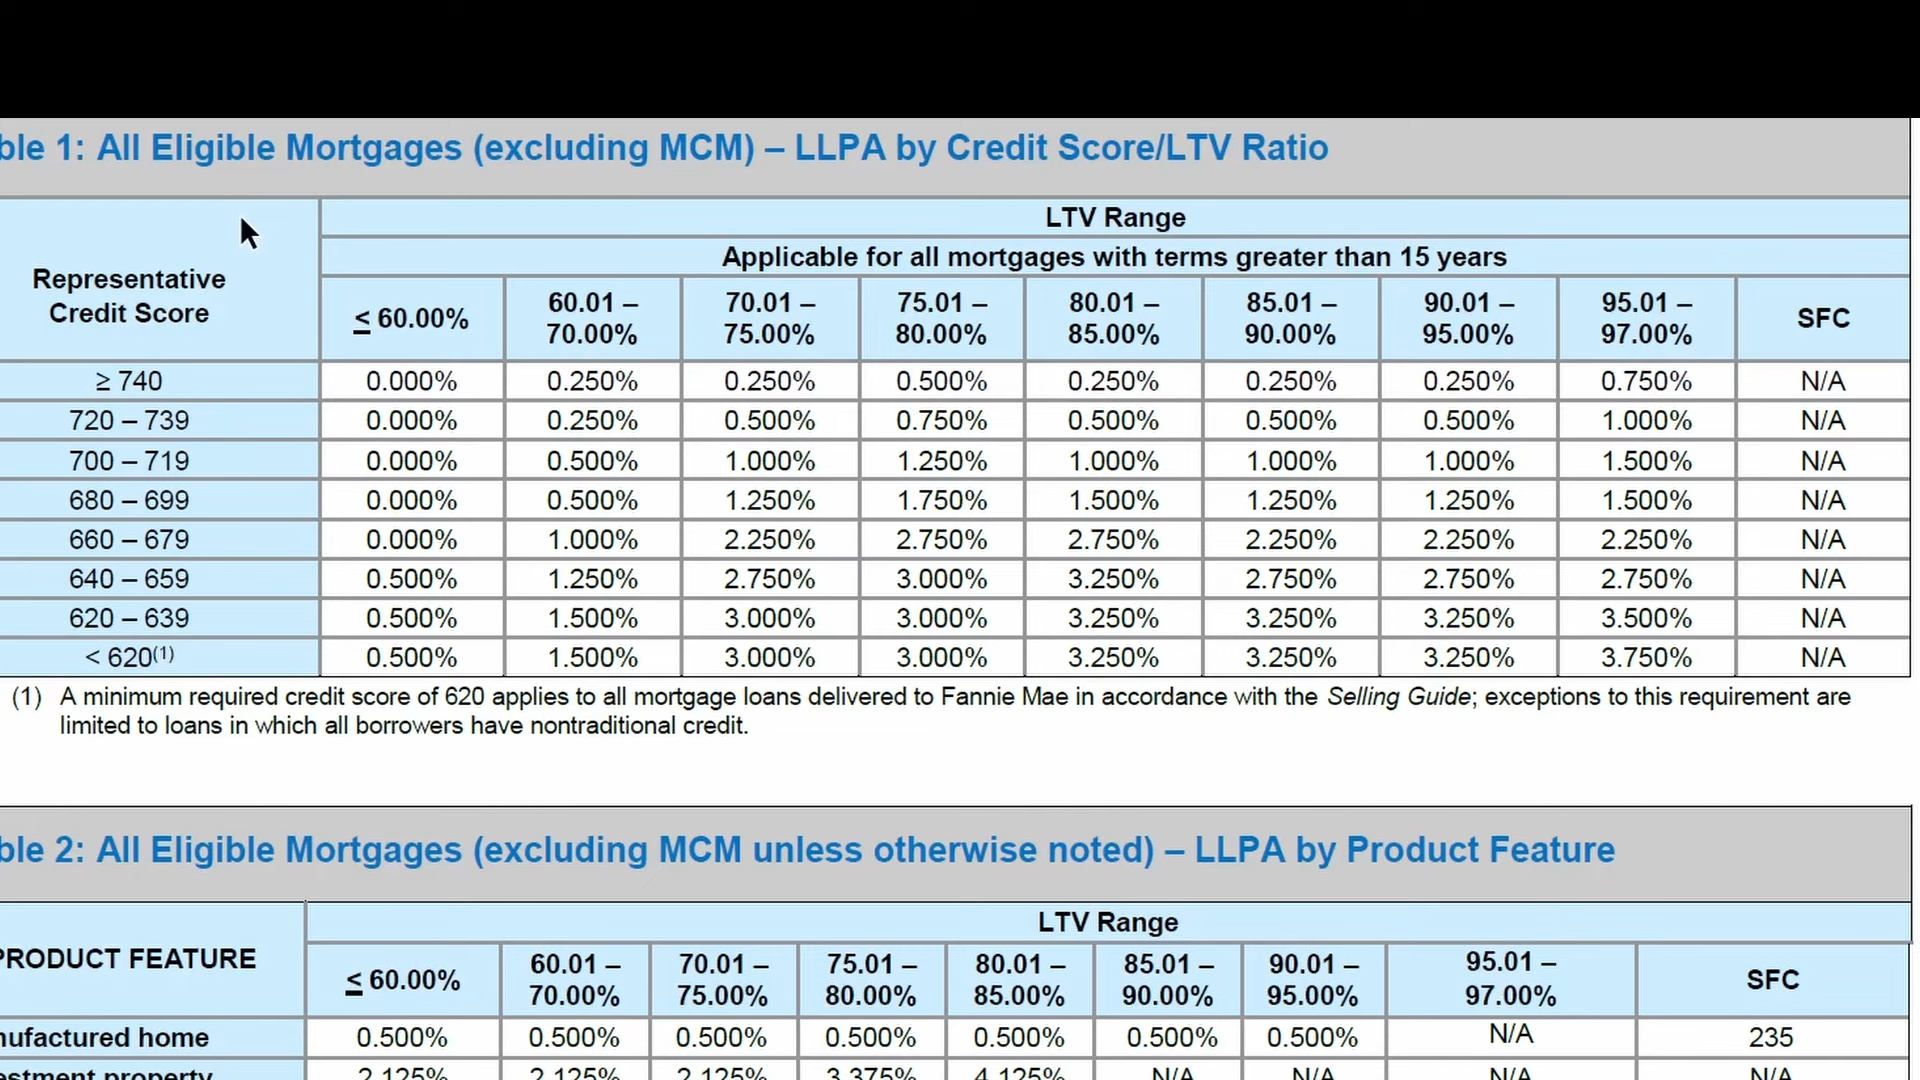 ble 1: All Eligible Mortgages (excluding MCM) – LLPA by Credit Score/LTV Ratio
Representative Credit Score
LTV Range
Applicable for all mortgages with terms greater than 15 years
≤ 60.00% 60.01 – 70.00% 70.01 – 75.00% 75.01 – 80.00% 80.01 – 85.00% 85.01 – 90.00% 90.01 – 95.00% 95.01 – 97.00% SFC
≥ 740 0.000% 0.250% 0.250% 0.500% 0.250% 0.250% 0.250% 0.750% N/A
720 – 739 0.000% 0.250% 0.500% 0.750% 0.500% 0.500% 0.500% 1.000% N/A
700 – 719 0.000% 0.500% 1.000% 1.250% 1.000% 1.000% 1.000% 1.500% N/A
680 – 699 0.000% 0.500% 1.250% 1.750% 1.500% 1.250% 1.250% 1.500% N/A
660 – 679 0.000% 1.000% 2.250% 2.750% 2.750% 2.250% 2.250% 2.250% N/A
640 – 659 0.500% 1.250% 2.750% 3.000% 3.250% 2.750% 2.750% 2.750% N/A
620 – 639 0.500% 1.500% 3.000% 3.000% 3.250% 3.250% 3.250% 3.500% N/A
< 620(1) 0.500% 1.500% 3.000% 3.000% 3.250% 3.250% 3.250% 3.750% N/A
(1) A minimum required credit score of 620 applies to all mortgage loans delivered to Fannie Mae in accordance with the Selling Guide; exceptions to this requirement are
limited to loans in which all borrowers have nontraditional credit.
ble 2: All Eligible Mortgages (excluding MCM unless otherwise noted) – LLPA by Product Feature
PRODUCT FEATURE
LTV Range
≤ 60.00% 60.01 – 70.00% 70.01 – 75.00% 75.01 – 80.00% 80.01 – 85.00% 85.01 – 90.00% 90.01 – 95.00% 95.01 – 97.00% SFC
nufactured home 0.500% 0.500% 0.500% 0.500% 0.500% 0.500% 0.500% N/A 235
estment property 2.125% 2.125% 2.125% 3.375% 4.125% N/A N/A N/A N/A